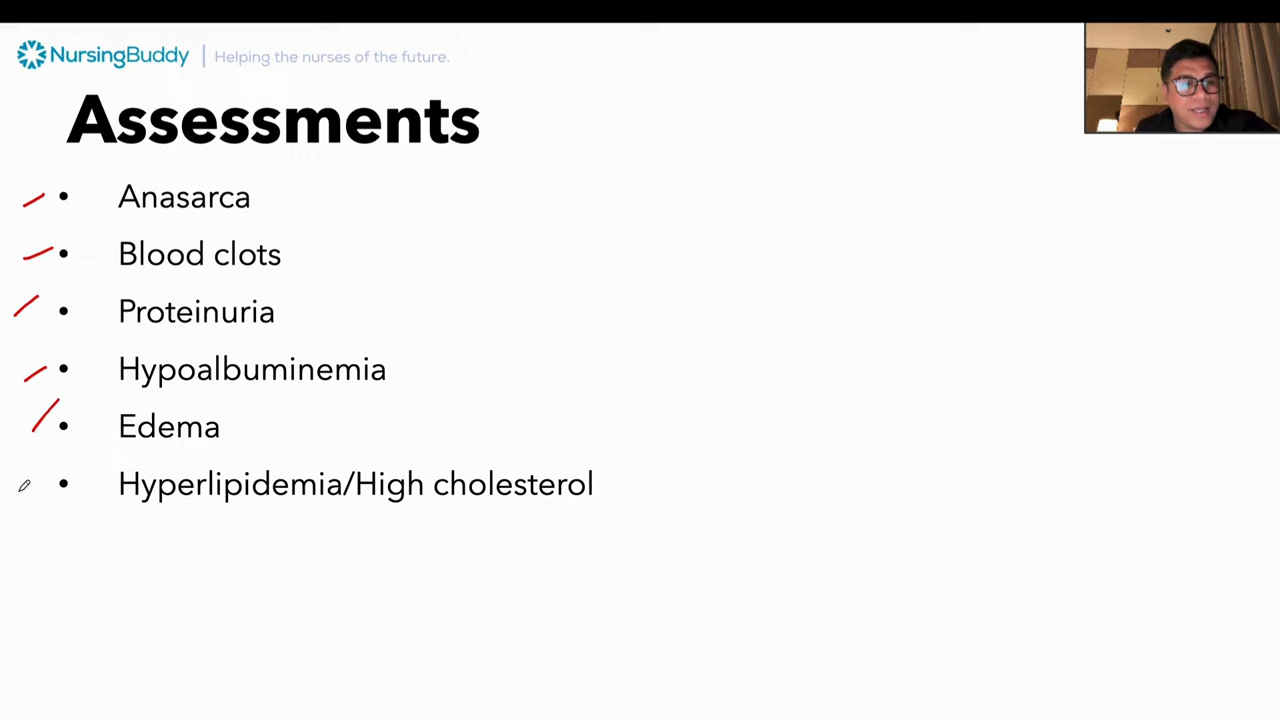 NursingBuddy | Helping the nurses of the future.
Assessments
• Anasarca
• Blood clots
• Proteinuria
• Hypoalbuminemia
• Edema
• Hyperlipidemia/High cholesterol